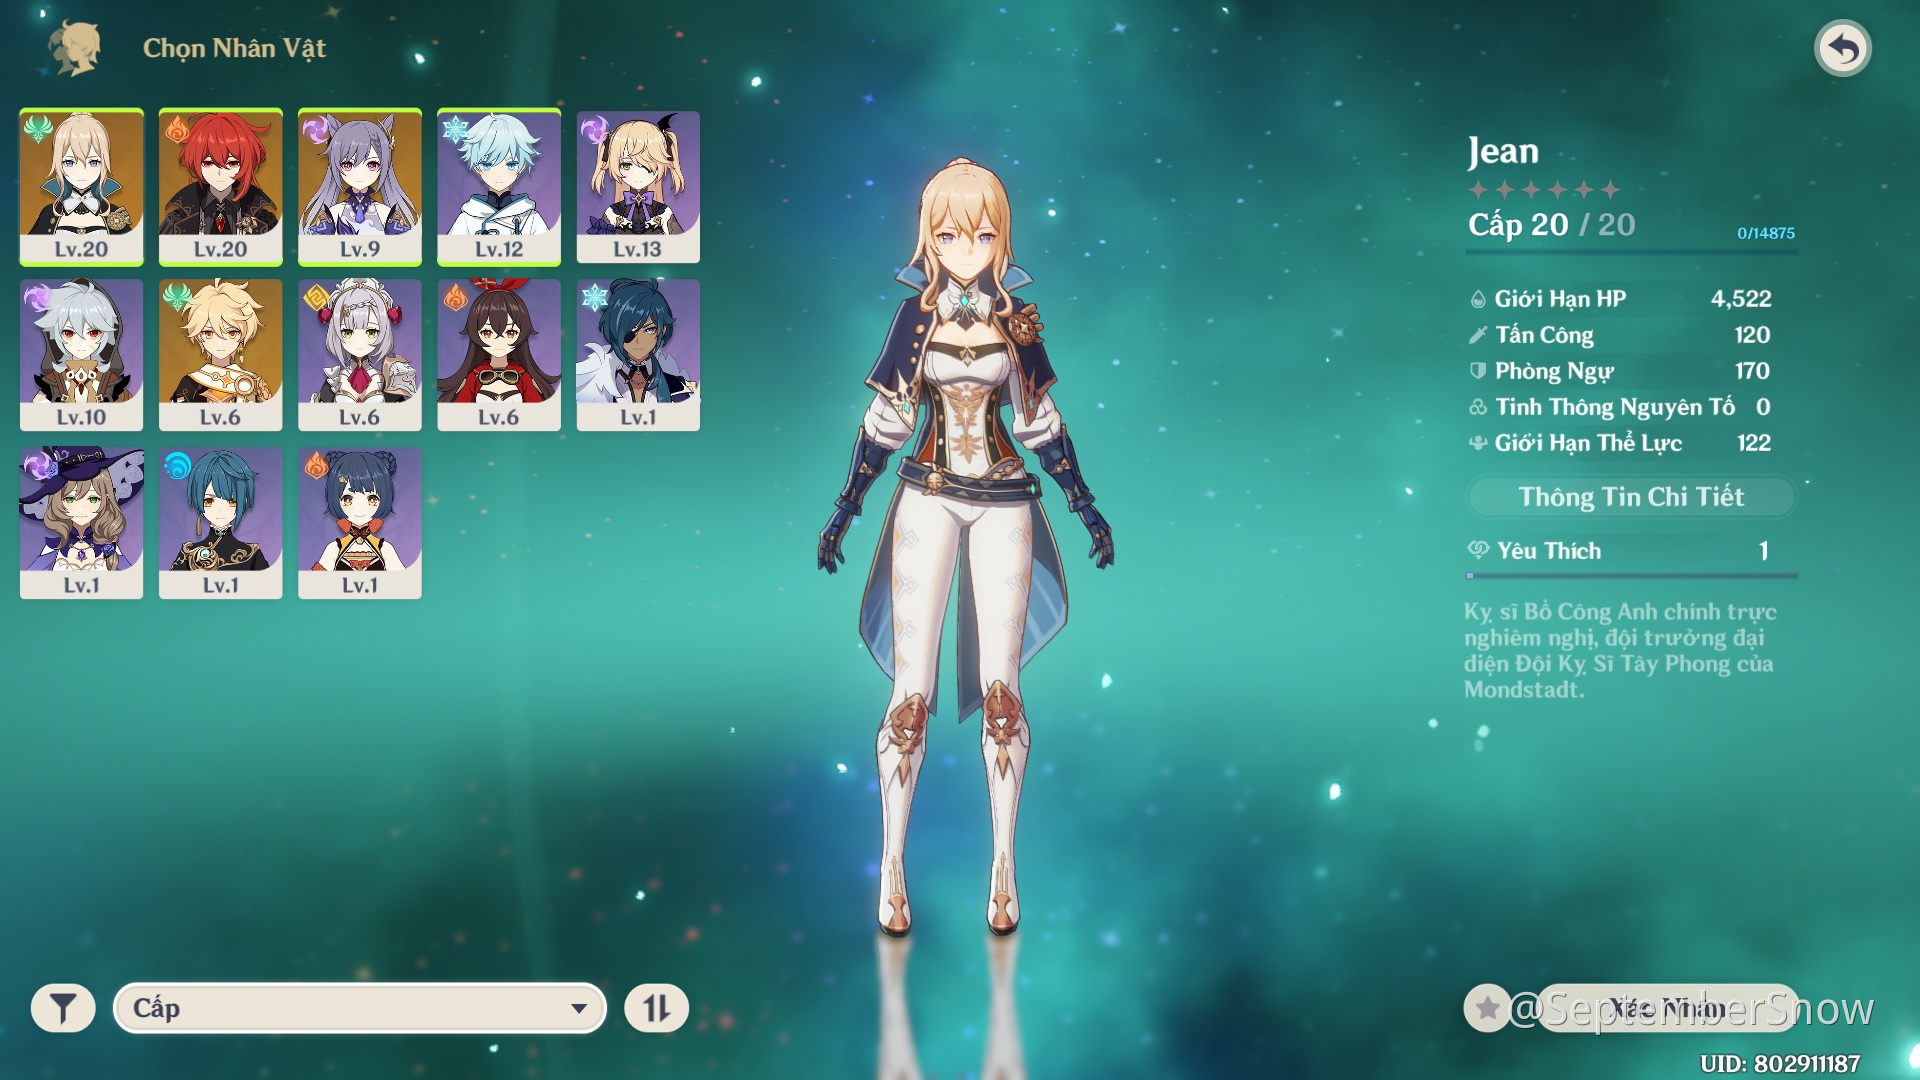 Chọn Nhân Vật
Lv.20
Lv.20
Lv.9
Lv.12
Lv.13
Lv.10
Lv.6
Lv.6
Lv.6
Lv.1
Lv.1
Lv.1
Lv.1
Jean
Cấp 20 / 20
0/14875
Giới Hạn HP 4,522
Tấn Công 120
Phòng Ngự 170
Tinh Thông Nguyên Tố 0
Giới Hạn Thể Lực 122
Thông Tin Chi Tiết
Yêu Thích 1
Kỵ sĩ Bồ Công Anh chính trực
nghiêm nghị, đội trưởng đại
diện Đội Kỵ Sĩ Tây Phong của
Mondstadt.
Cấp
Xác Nhận
@SeptemberSnow
UID: 802911187